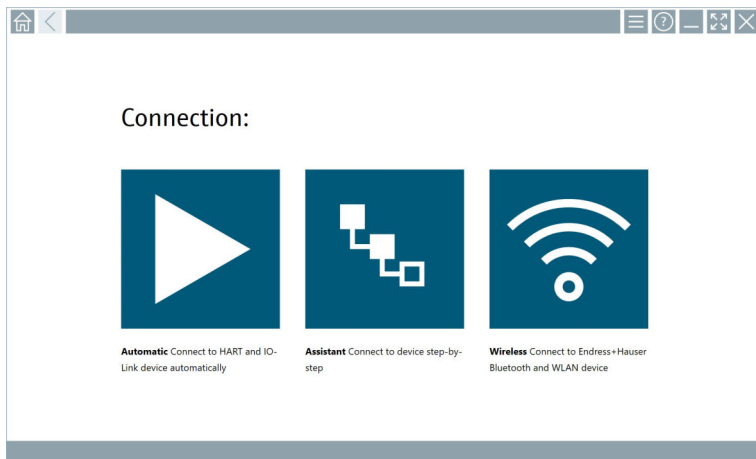 Connection:
Automatic Connect to HART and IO-
Link device automatically
Assistant Connect to device step-by-
step
Wireless Connect to Endress+Hauser
Bluetooth and WLAN device